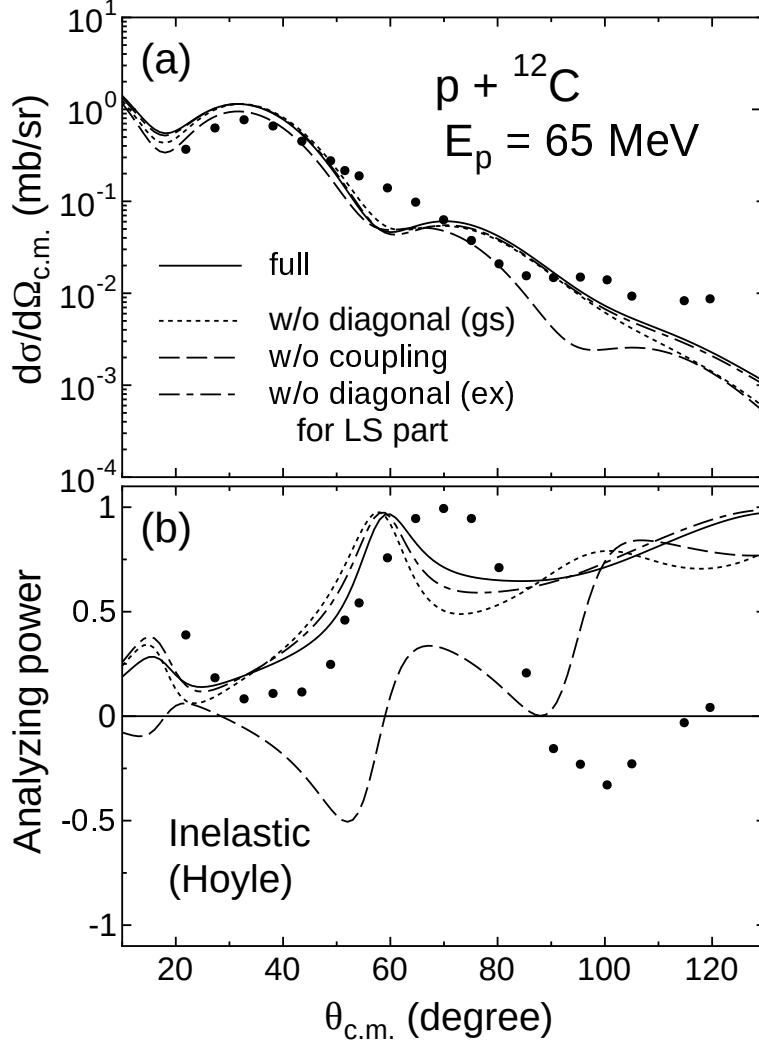 10^1
(a)
p + ^12C
E_p = 65 MeV
10^0
10^-1
10^-2
10^-3
10^-4
dσ/dΩ_c.m. (mb/sr)
full
w/o diagonal (gs)
w/o coupling
w/o diagonal (ex)
for LS part
(b)
1
0.5
0
-0.5
-1
Analyzing power
Inelastic
(Hoyle)
20 40 60 80 100 120
θ_c.m. (degree)